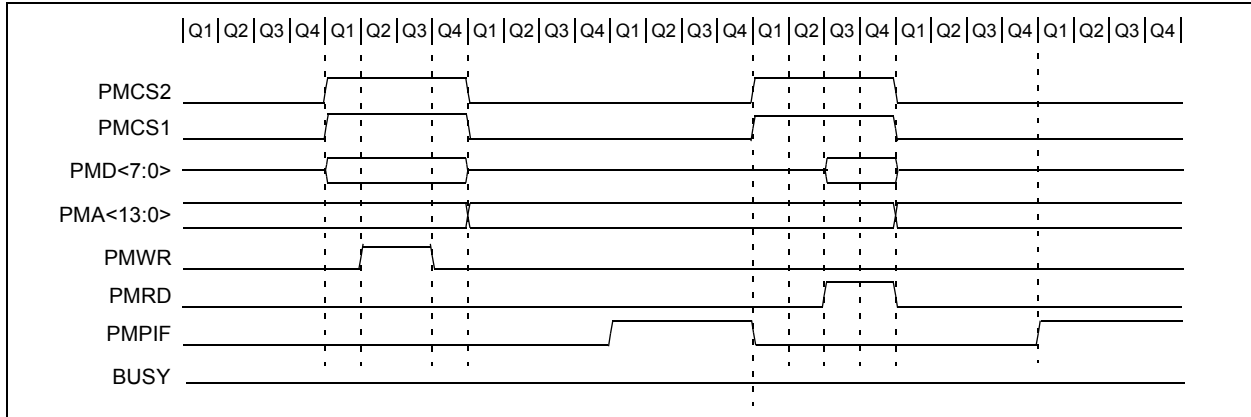 Q1 Q2 Q3 Q4 Q1 Q2 Q3 Q4 Q1 Q2 Q3 Q4 Q1 Q2 Q3 Q4 Q1 Q2 Q3 Q4 Q1 Q2 Q3 Q4 Q1 Q2 Q3 Q4
PMCS2
PMCS1
PMD<7:0>
PMA<13:0>
PMWR
PMRD
PMPIF
BUSY